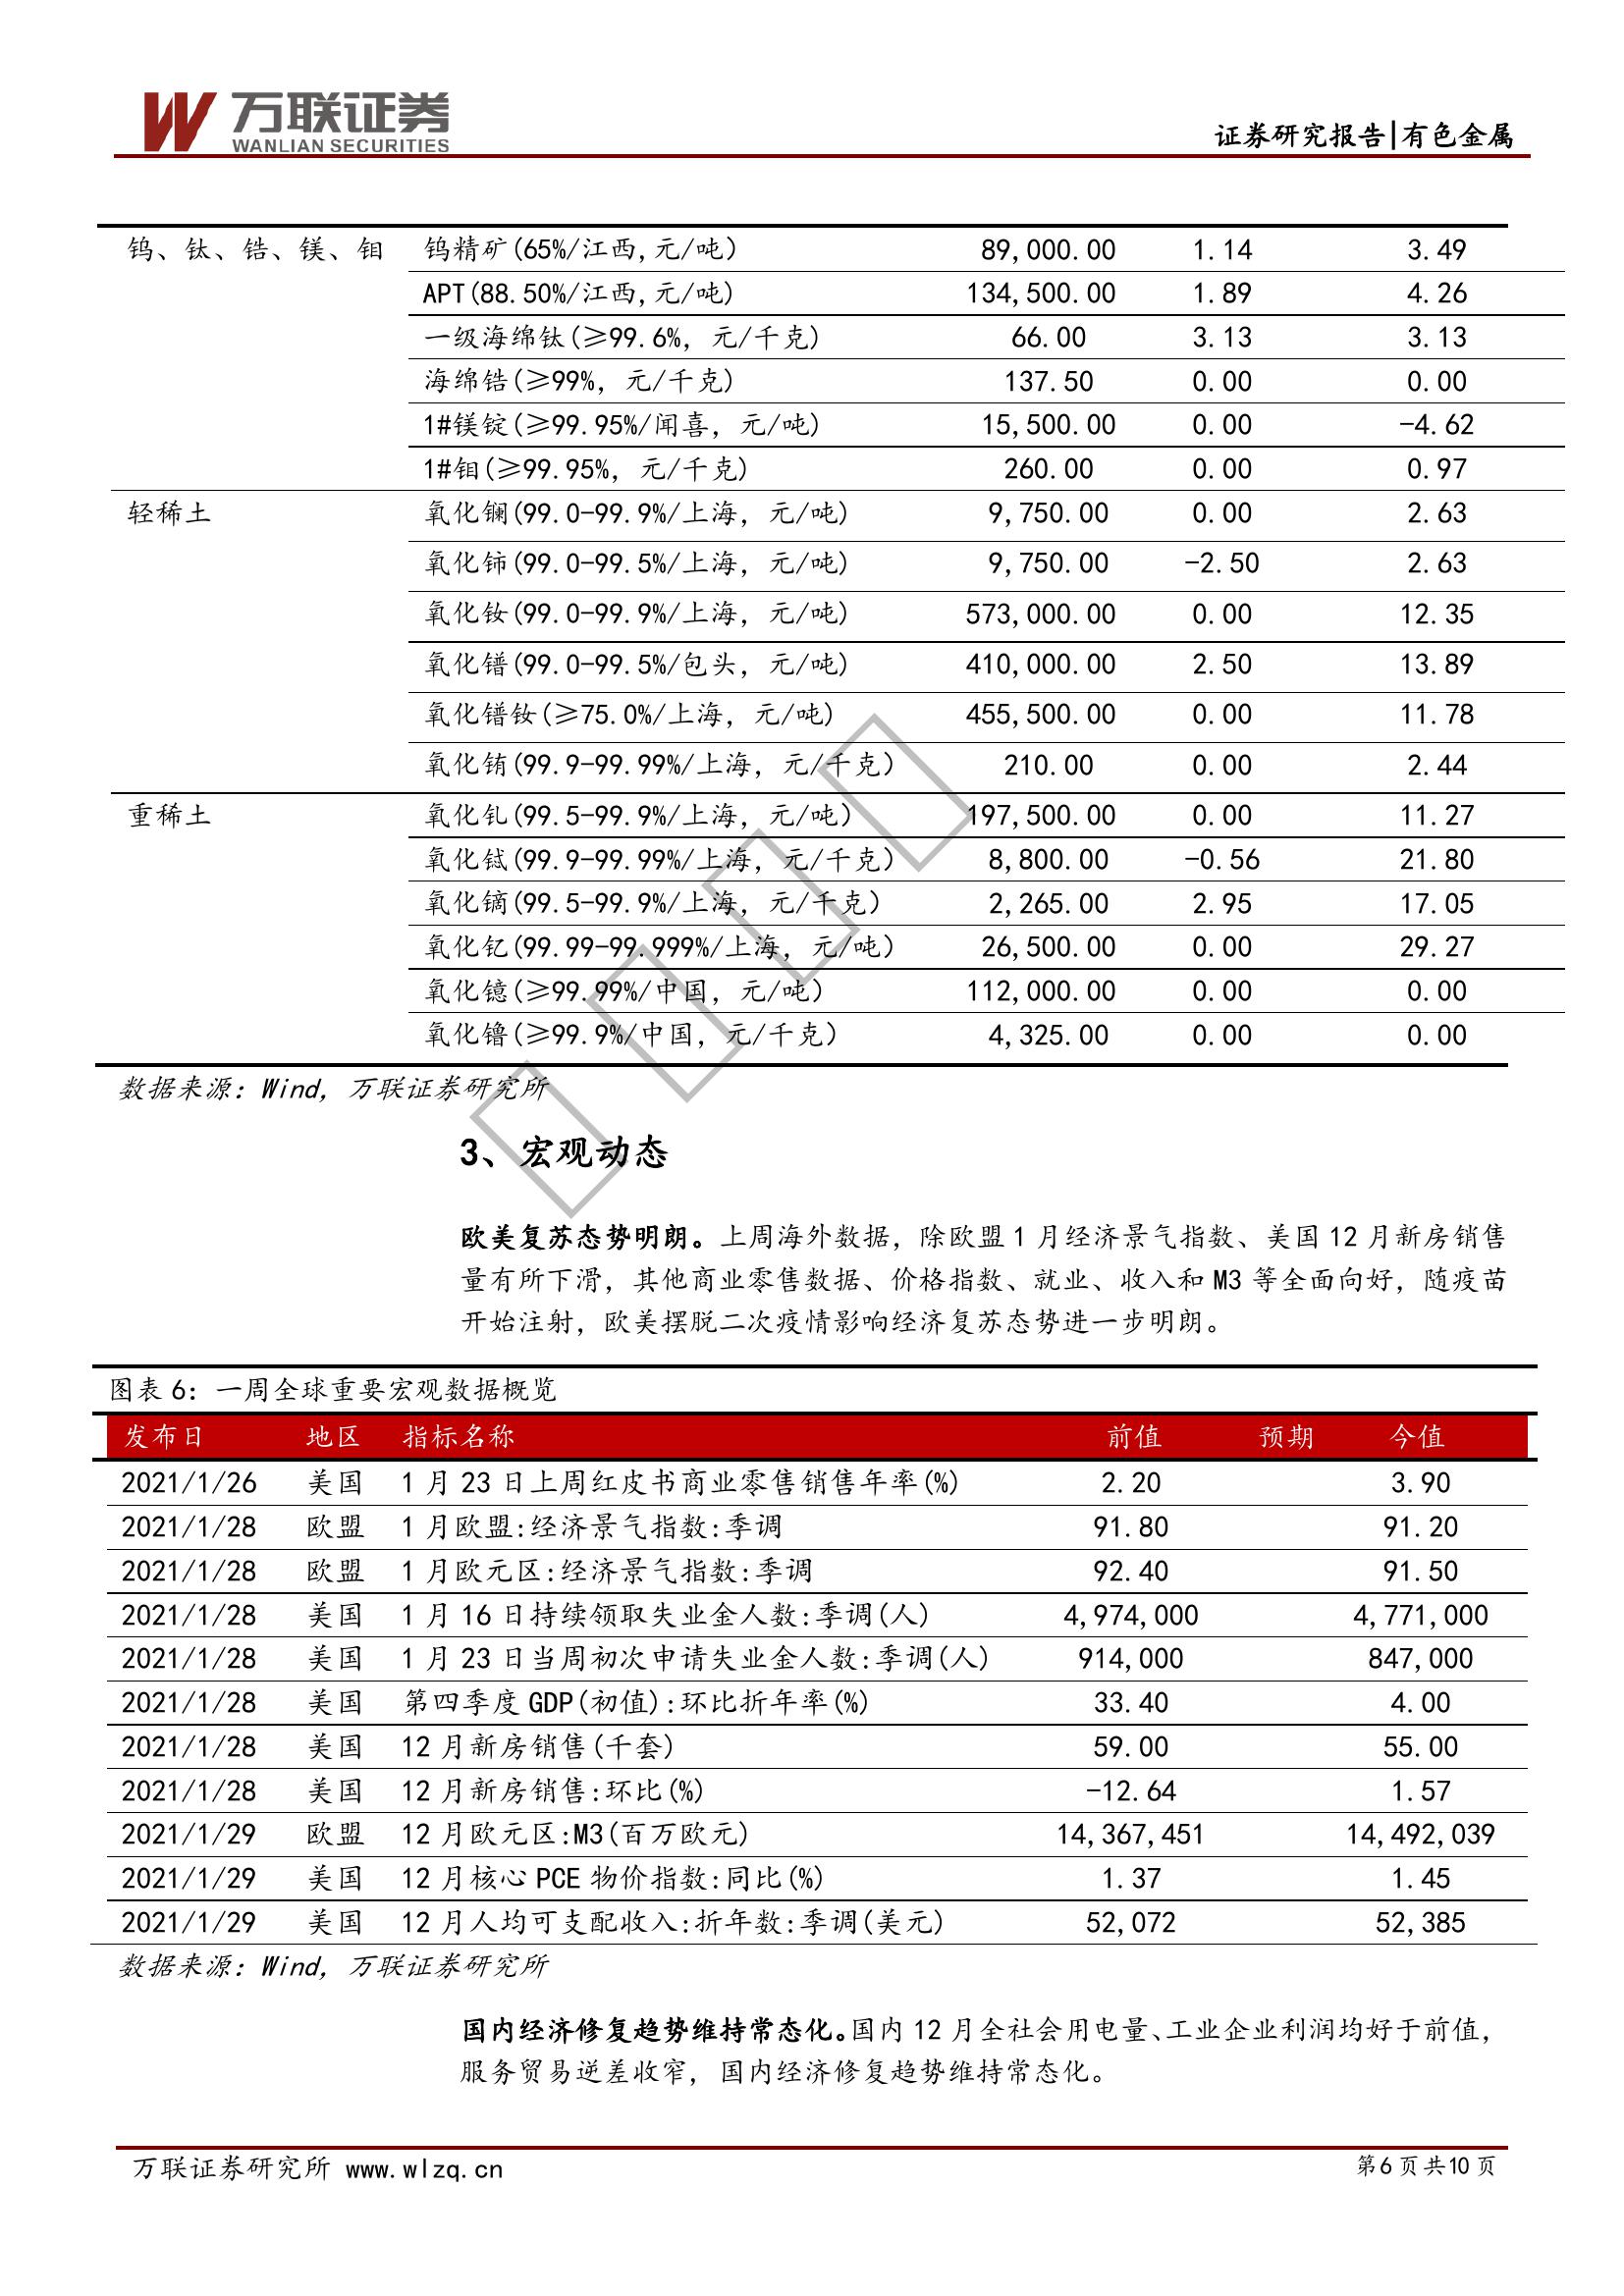 万联证券
WANLIAN SECURITIES
证券研究报告|有色金属
钨、钛、锆、镁、钼 钨精矿(65%/江西,元/吨) 89,000.00 1.14 3.49
APT(88.50%/江西,元/吨) 134,500.00 1.89 4.26
一级海绵钛(≥99.6%, 元/千克) 66.00 3.13 3.13
海绵锆(≥99%, 元/千克) 137.50 0.00 0.00
1#镁锭(≥99.95%/闻喜, 元/吨) 15,500.00 0.00 -4.62
1#钼(≥99.95%, 元/千克) 260.00 0.00 0.97
轻稀土 氧化镧(99.0-99.9%/上海, 元/吨) 9,750.00 0.00 2.63
氧化铈(99.0-99.5%/上海, 元/吨) 9,750.00 -2.50 2.63
氧化钕(99.0-99.9%/上海, 元/吨) 573,000.00 0.00 12.35
氧化镨(99.0-99.5%/包头, 元/吨) 410,000.00 2.50 13.89
氧化镨钕(≥75.0%/上海, 元/吨) 455,500.00 0.00 11.78
氧化铕(99.9-99.99%/上海, 元/千克) 210.00 0.00 2.44
重稀土 氧化钆(99.5-99.9%/上海, 元/吨) 197,500.00 0.00 11.27
氧化铽(99.9-99.99%/上海, 元/千克) 8,800.00 -0.56 21.80
氧化镝(99.5-99.9%/上海, 元/千克) 2,265.00 2.95 17.05
氧化钇(99.99-99.999%/上海, 元/吨) 26,500.00 0.00 29.27
氧化镱(≥99.99%/中国, 元/吨) 112,000.00 0.00 0.00
氧化镥(≥99.9%/中国, 元/千克) 4,325.00 0.00 0.00
数据来源：Wind, 万联证券研究所
3、宏观动态
欧美复苏态势明朗。上周海外数据, 除欧盟1月经济景气指数、美国12月新房销售
量有所下滑, 其他商业零售数据、价格指数、就业、收入和M3等全面向好, 随疫苗
开始注射, 欧美摆脱二次疫情影响经济复苏态势进一步明朗。
图表6：一周全球重要宏观数据概览
发布日 地区 指标名称 前值 预期 今值
2021/1/26 美国 1月23日上周红皮书商业零售销售年率(%) 2.20 3.90
2021/1/28 欧盟 1月欧盟:经济景气指数:季调 91.80 91.20
2021/1/28 欧盟 1月欧元区:经济景气指数:季调 92.40 91.50
2021/1/28 美国 1月16日持续领取失业金人数:季调(人) 4,974,000 4,771,000
2021/1/28 美国 1月23日当周初次申请失业金人数:季调(人) 914,000 847,000
2021/1/28 美国 第四季度GDP(初值):环比折年率(%) 33.40 4.00
2021/1/28 美国 12月新房销售(千套) 59.00 55.00
2021/1/28 美国 12月新房销售:环比(%) -12.64 1.57
2021/1/29 欧盟 12月欧元区:M3(百万欧元) 14,367,451 14,492,039
2021/1/29 美国 12月核心PCE物价指数:同比(%) 1.37 1.45
2021/1/29 美国 12月人均可支配收入:折年数:季调(美元) 52,072 52,385
数据来源：Wind, 万联证券研究所
国内经济修复趋势维持常态化。国内12月全社会用电量、工业企业利润均好于前值,
服务贸易逆差收窄, 国内经济修复趋势维持常态化。
万联证券研究所 www.wlzq.cn 第6页共10页